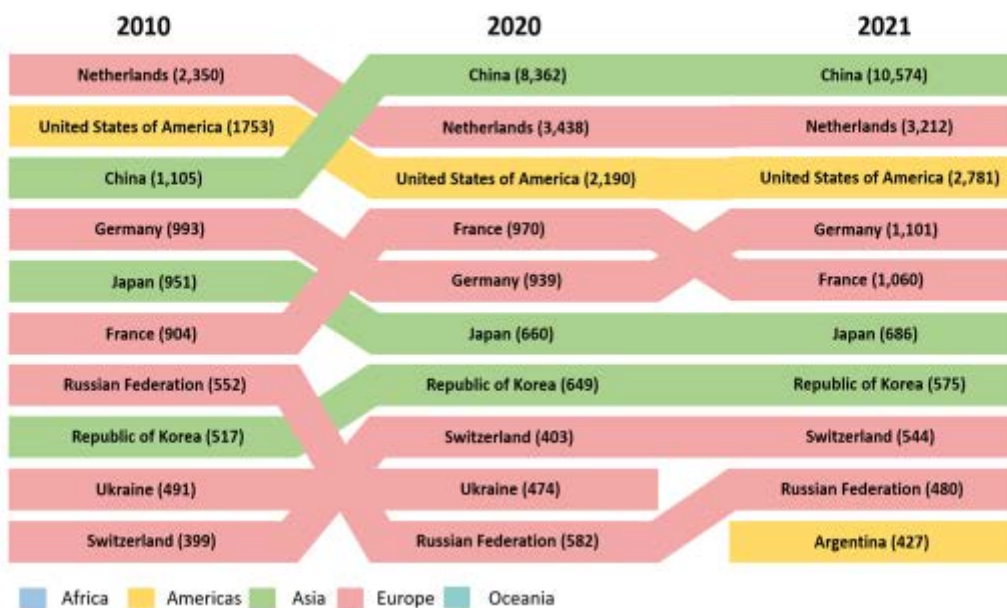 2010 2020 2021
Netherlands (2,350) China (8,362) China (10,574)
United States of America (1753) Netherlands (3,438) Netherlands (3,212)
China (1,105) United States of America (2,190) United States of America (2,781)
Germany (993) France (970) Germany (1,101)
Japan (951) Germany (939) France (1,060)
France (904) Japan (660) Japan (686)
Russian Federation (552) Republic of Korea (649) Republic of Korea (575)
Republic of Korea (517) Switzerland (403) Switzerland (544)
Ukraine (491) Ukraine (474) Russian Federation (480)
Switzerland (399) Russian Federation (582) Argentina (427)
Africa Americas Asia Europe Oceania